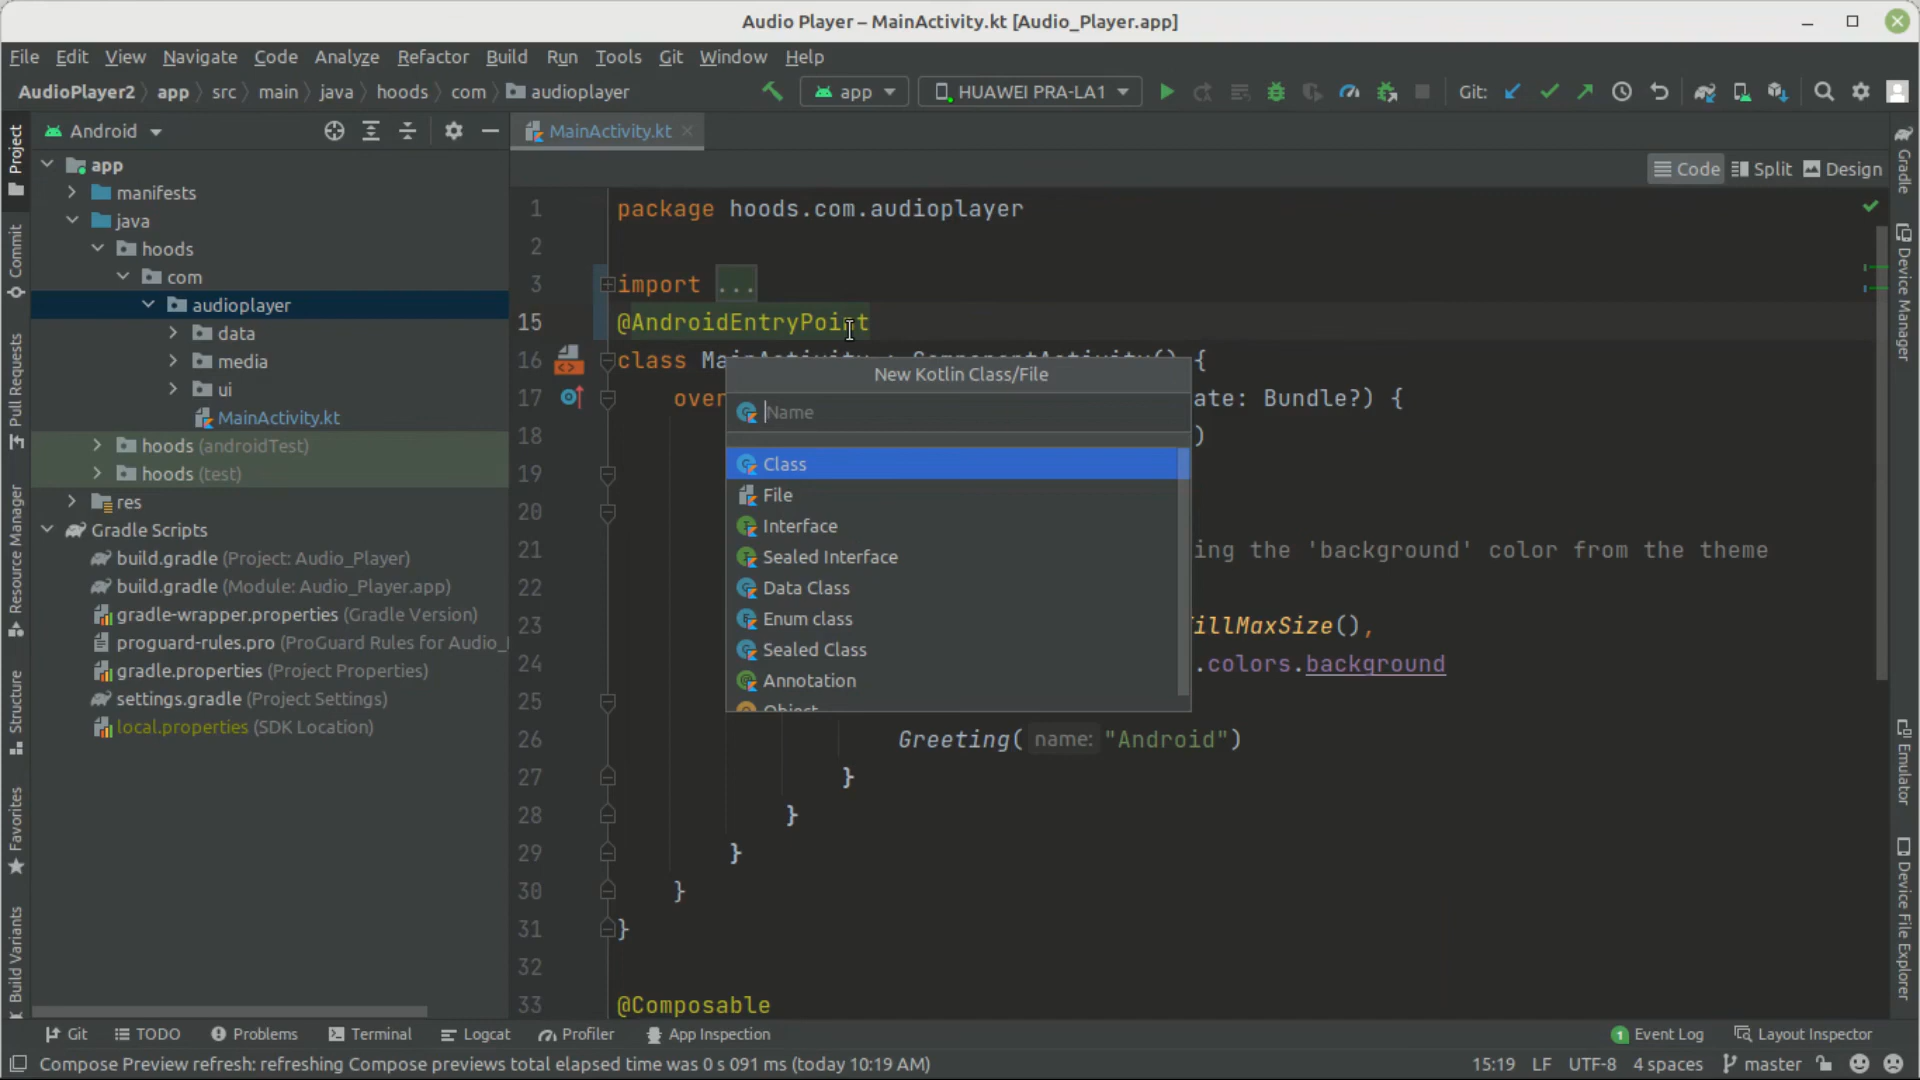 Audio Player – MainActivity.kt [Audio_Player.app]
File Edit View Navigate Code Analyze Refactor Build Run Tools Git Window Help
AudioPlayer2 app src main java hoods com audioplayer app HUAWEI PRA-LA1 Git:
Android
MainActivity.kt
Code Split Design
Project
Commit
Pull Requests
Resource Manager
Structure
Favorites
Build Variants
app
manifests
java
hoods
com
audioplayer
data
media
ui
MainActivity.kt
hoods (androidTest)
hoods (test)
res
Gradle Scripts
build.gradle (Project: Audio_Player)
build.gradle (Module: Audio_Player.app)
gradle-wrapper.properties (Gradle Version)
proguard-rules.pro (ProGuard Rules for Audio_
gradle.properties (Project Properties)
settings.gradle (Project Settings)
local.properties (SDK Location)
1 package hoods.com.audioplayer
2
3 import ...
15 @AndroidEntryPoint
16 class MainActivity : ComponentActivity() {
17 over ate: Bundle?) {
18 )
19
20
21 ing the 'background' color from the theme
22
23 illMaxSize(),
24 .colors.background
25
26 Greeting( name: "Android")
27 }
28 }
29 }
30 }
31 }
32
33 @Composable
New Kotlin Class/File
Name
Class
File
Interface
Sealed Interface
Data Class
Enum class
Sealed Class
Annotation
Object
Gradle
Device Manager
Emulator
Device File Explorer
Git TODO Problems Terminal Logcat Profiler App Inspection 1 Event Log Layout Inspector
Compose Preview refresh: refreshing Compose previews total elapsed time was 0 s 091 ms (today 10:19 AM) 15:19 LF UTF-8 4 spaces master